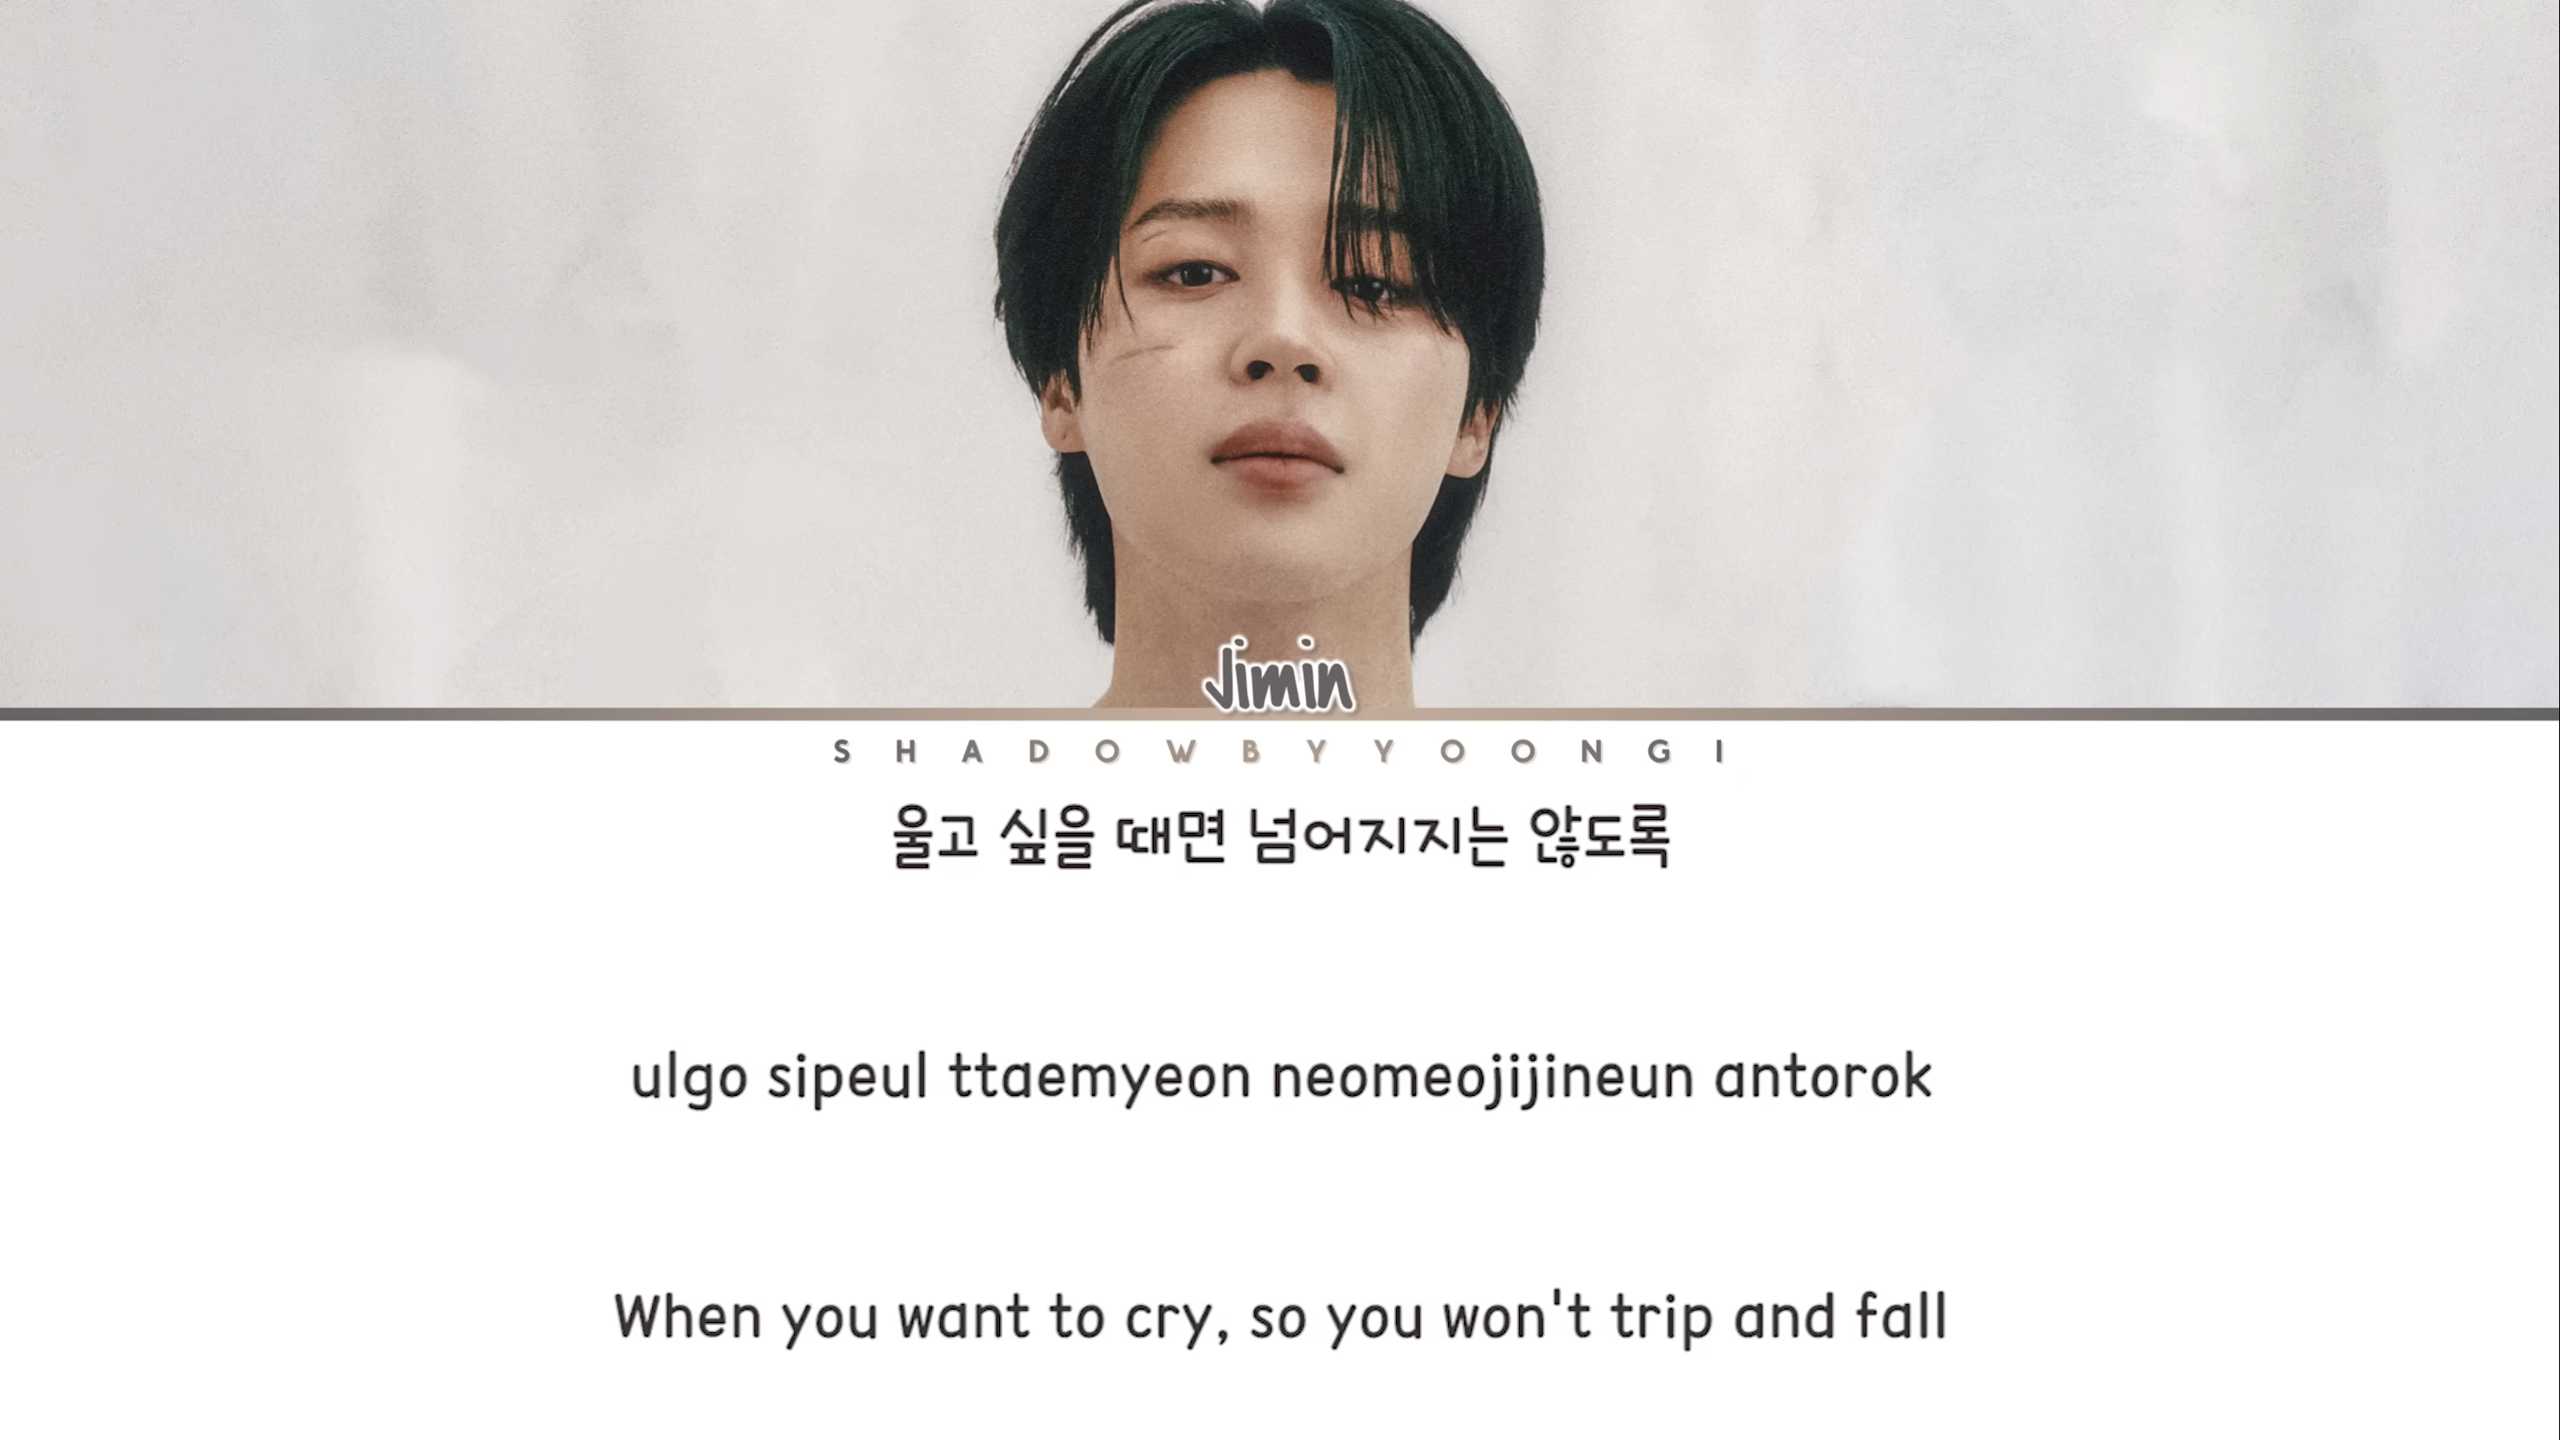 Jimin
SHADOWBYYOONGI
울고 싶을 때면 넘어지지는 않도록
ulgo sipeul ttaemyeon neomeojijineun antorok
When you want to cry, so you won't trip and fall